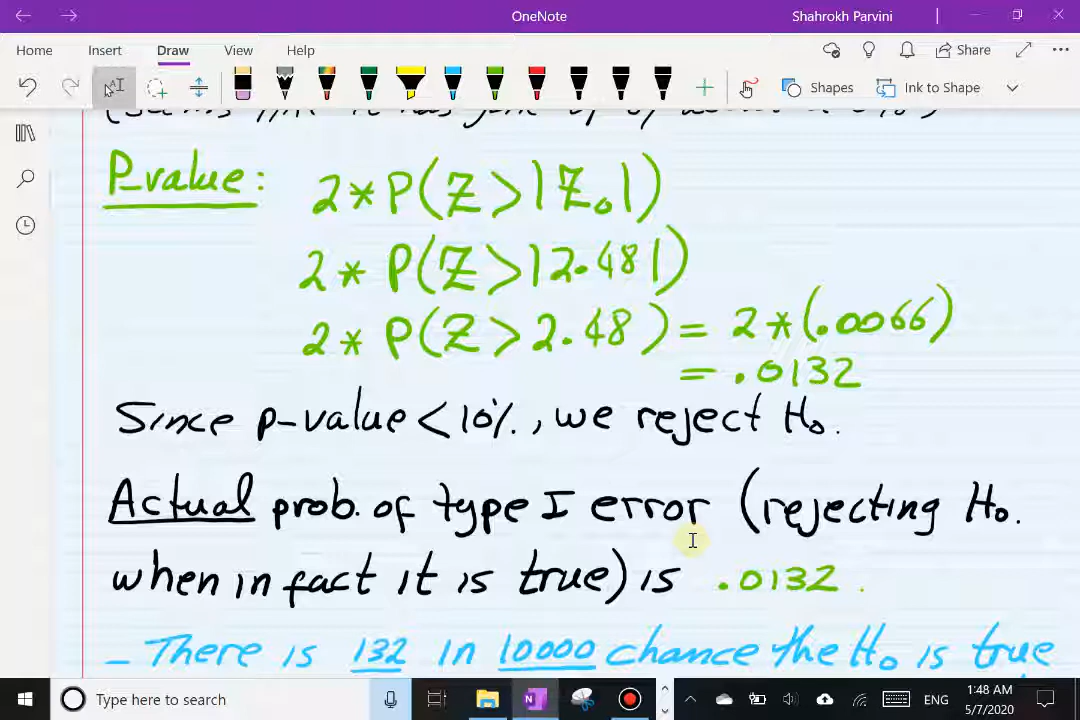 OneNote
Shahrokh Parvini
Home Insert Draw View Help
Share
Shapes
Ink to Shape
P-value: 2*P(Z>|Z₀|)
2*P(Z>|2.48|)
2*P(Z>2.48) = 2*(.0066)
= .0132
Since p-value<10%, we reject H₀.
Actual prob. of type I error (rejecting H₀.
when in fact it is true) is .0132.
- There is 132 in 10000 chance the H₀ is true
Type here to search
ENG
1:48 AM
5/7/2020